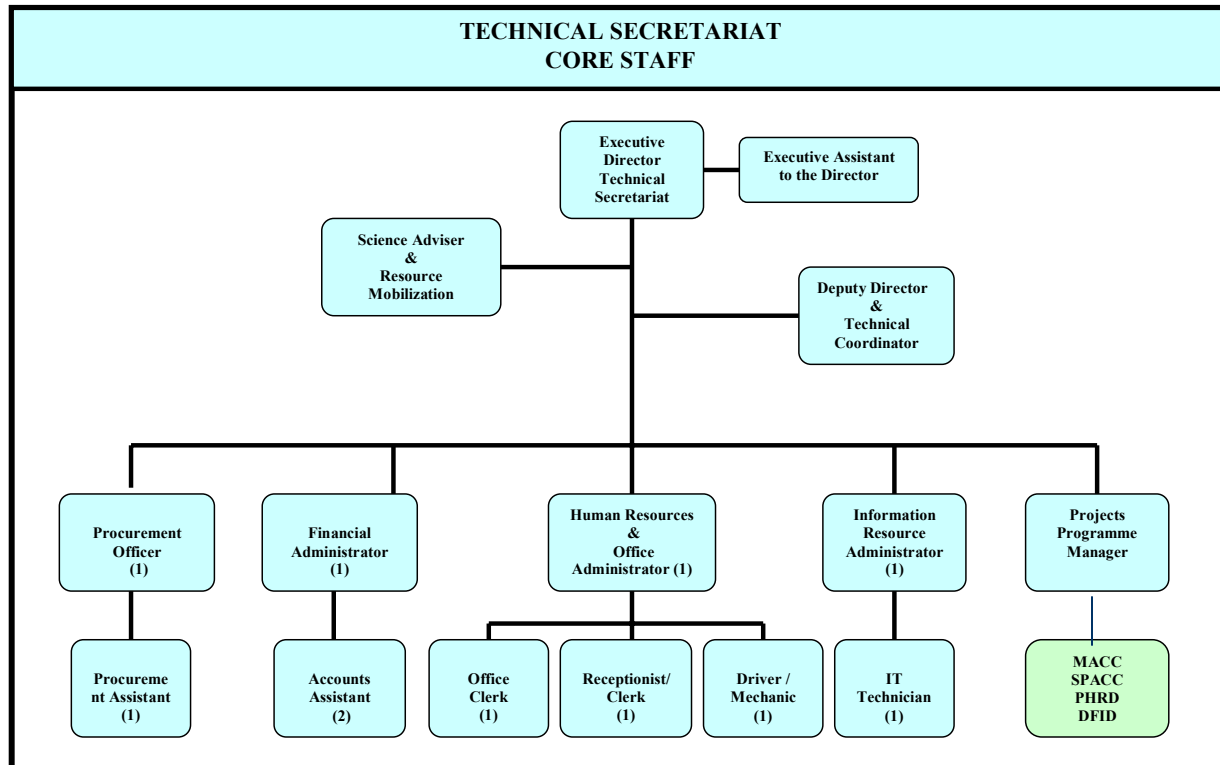 TECHNICAL SECRETARIAT
CORE STAFF
Executive
Director
Technical
Secretariat
Executive Assistant
to the Director
Science Adviser
&
Resource
Mobilization
Deputy Director
&
Technical
Coordinator
Procurement
Officer
(1)
Financial
Administrator
(1)
Human Resources
&
Office
Administrator (1)
Information
Resource
Administrator
(1)
Projects
Programme
Manager
Procureme
nt Assistant
(1)
Accounts
Assistant
(2)
Office
Clerk
(1)
Receptionist/
Clerk
(1)
Driver /
Mechanic
(1)
IT
Technician
(1)
MACC
SPACC
PHRD
DFID